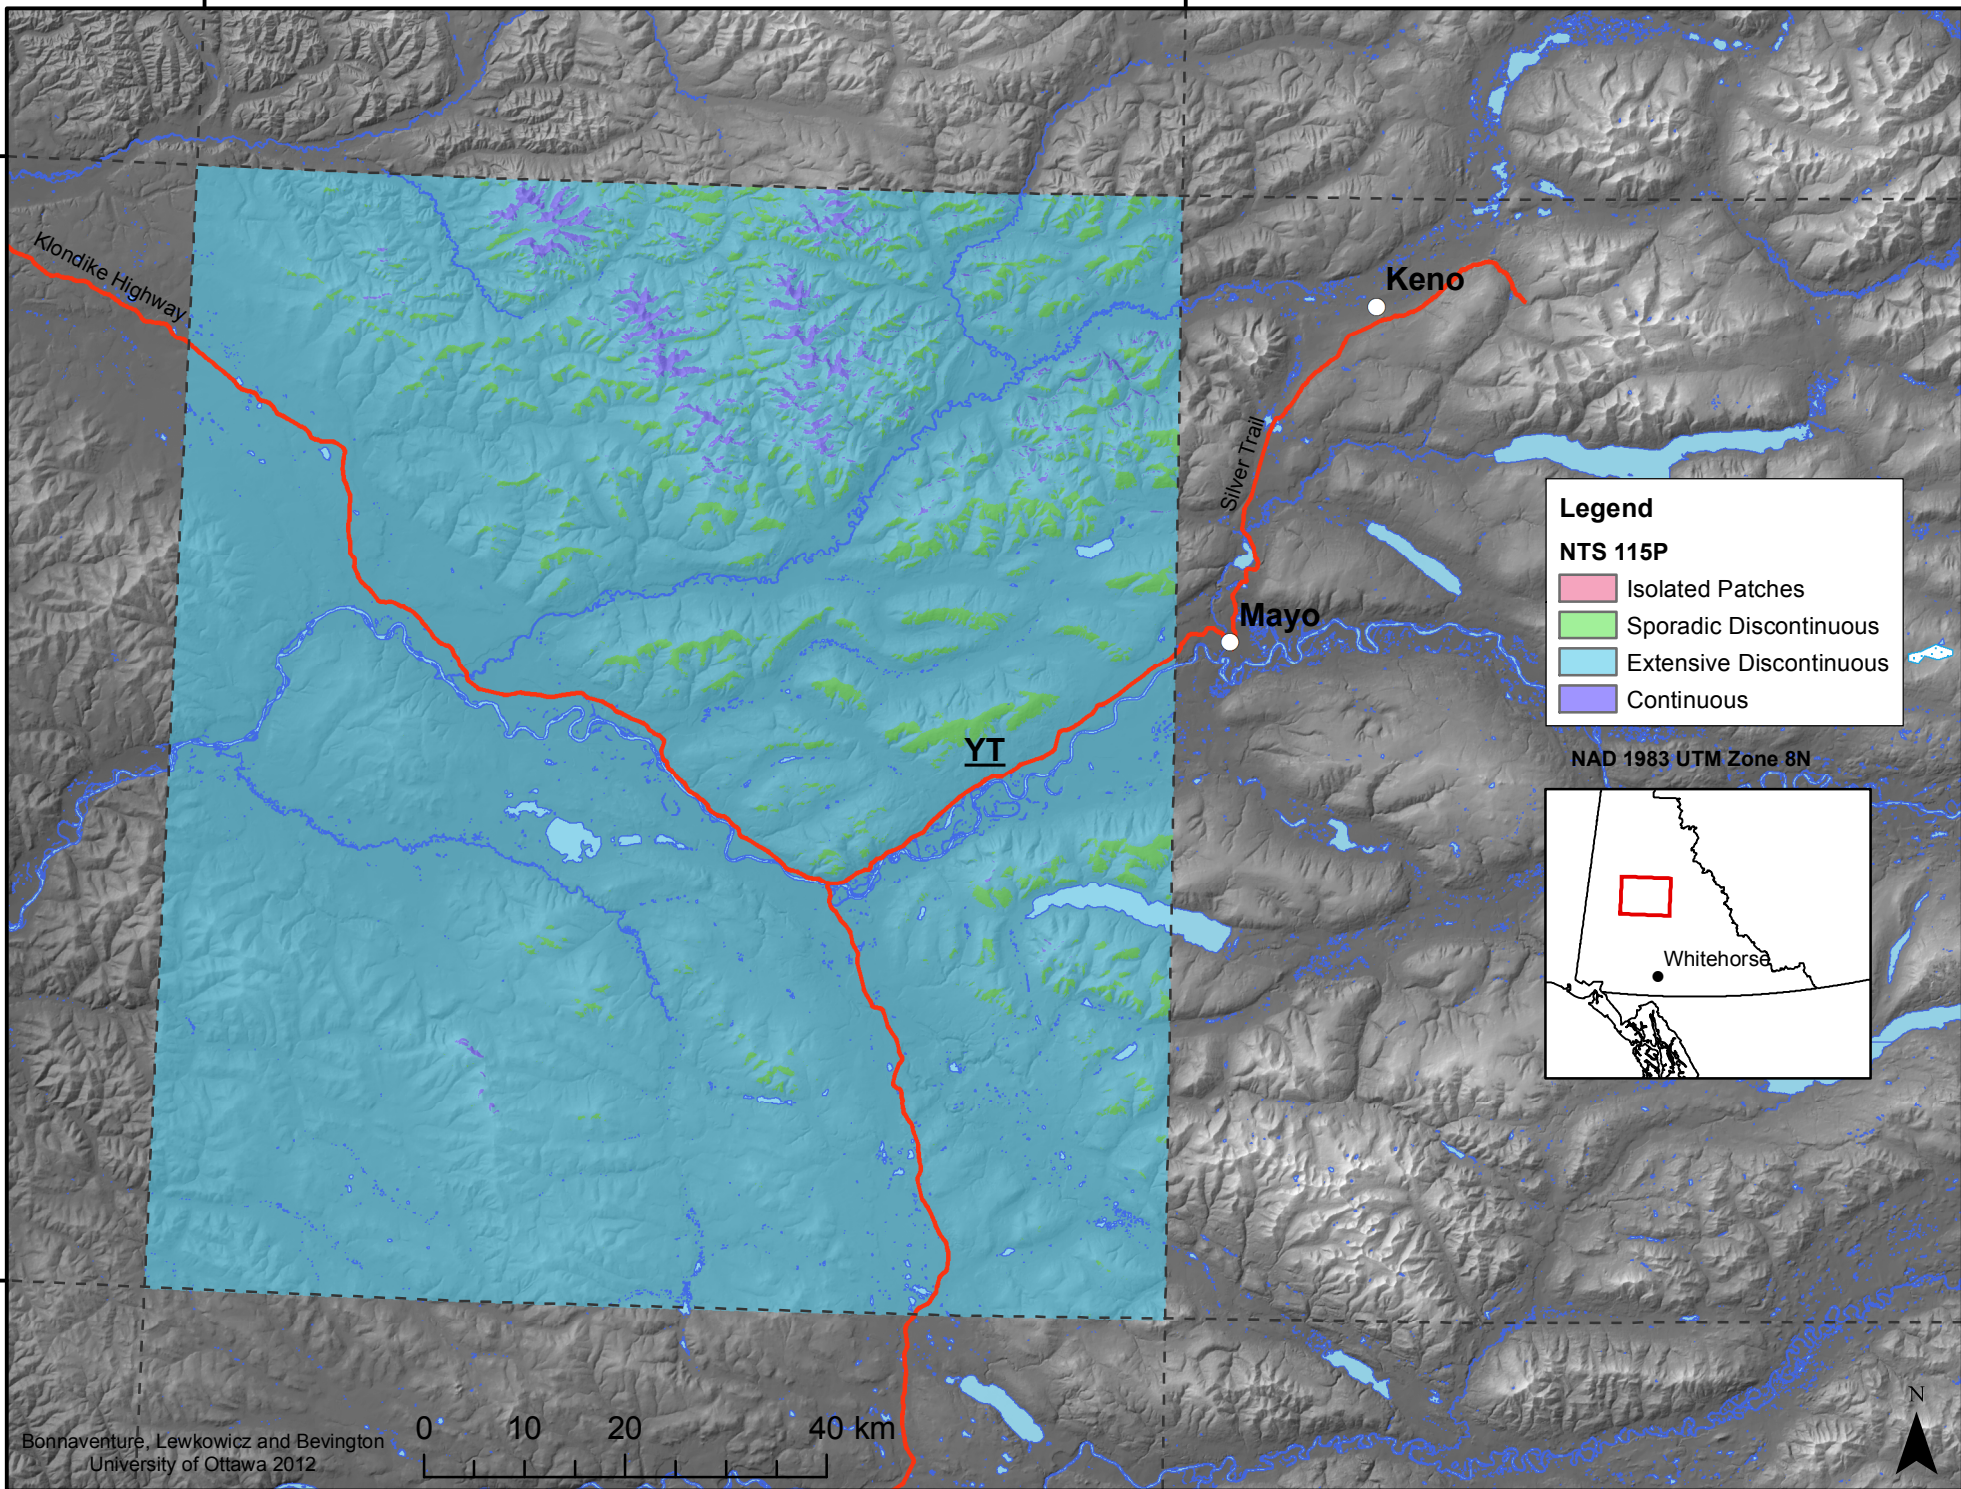 Klondike Highway
Keno
Silver Trail
Mayo
YT
Legend
NTS 115P
Isolated Patches
Sporadic Discontinuous
Extensive Discontinuous
Continuous
NAD 1983 UTM Zone 8N
Whitehorse
N
0 10 20 40 km
Bonnaventure, Lewkowicz and Bevington
University of Ottawa 2012